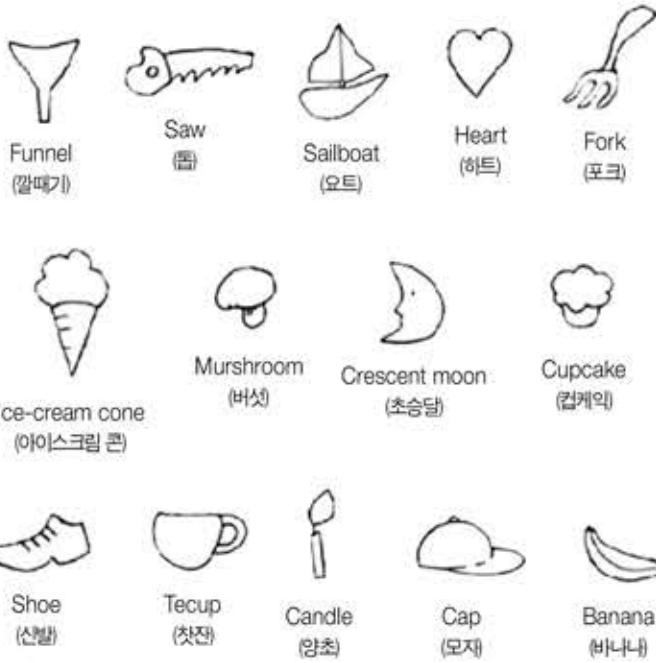 Funnel
(깔때기)
Saw
(톱)
Sailboat
(요트)
Heart
(하트)
Fork
(포크)
ce-cream cone
(아이스크림 콘)
Murshroom
(버섯)
Crescent moon
(초승달)
Cupcake
(컵케익)
Shoe
(신발)
Tecup
(찻잔)
Candle
(양초)
Cap
(모자)
Banana
(바나나)